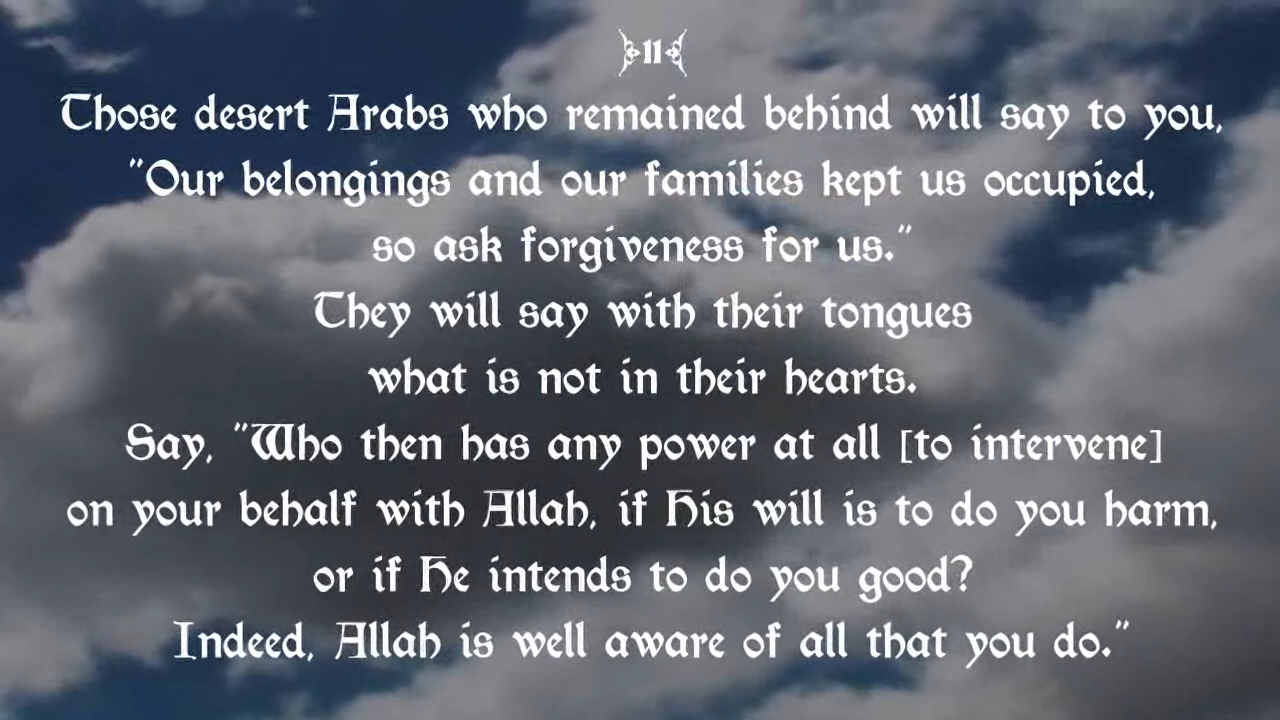 11
Those desert Arabs who remained behind will say to you,
"Our belongings and our families kept us occupied,
so ask forgiveness for us."
They will say with their tongues
what is not in their hearts.
Say, "Who then has any power at all [to intervene]
on your behalf with Allah, if His will is to do you harm,
or if He intends to do you good?
Indeed, Allah is well aware of all that you do."